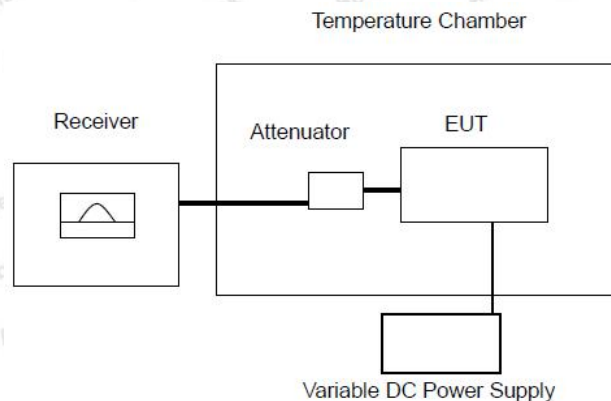 Temperature Chamber
Receiver
Attenuator
EUT
Variable DC Power Supply